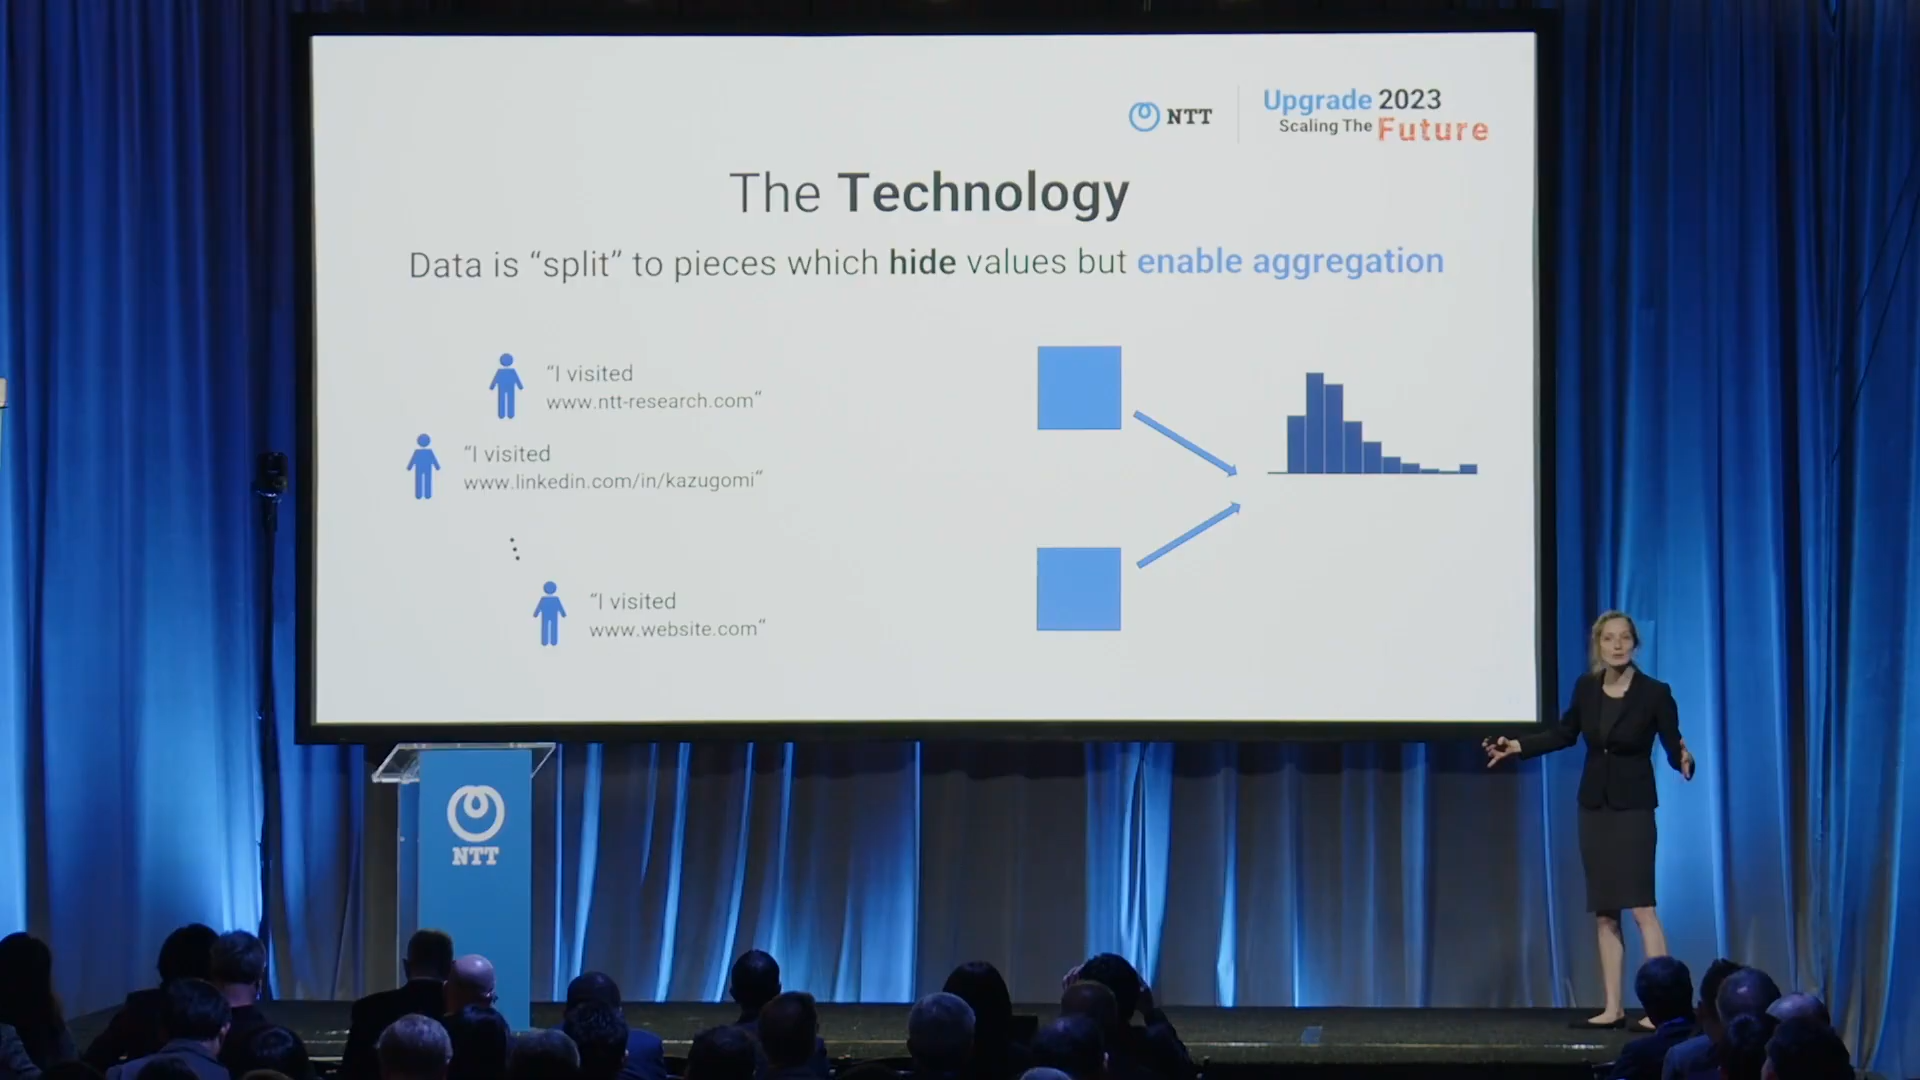 NTT
Upgrade 2023
Scaling The Future
The Technology
Data is “split” to pieces which hide values but enable aggregation
“I visited
www.ntt-research.com“
“I visited
www.linkedin.com/in/kazugomi“
“I visited
www.website.com“
NTT